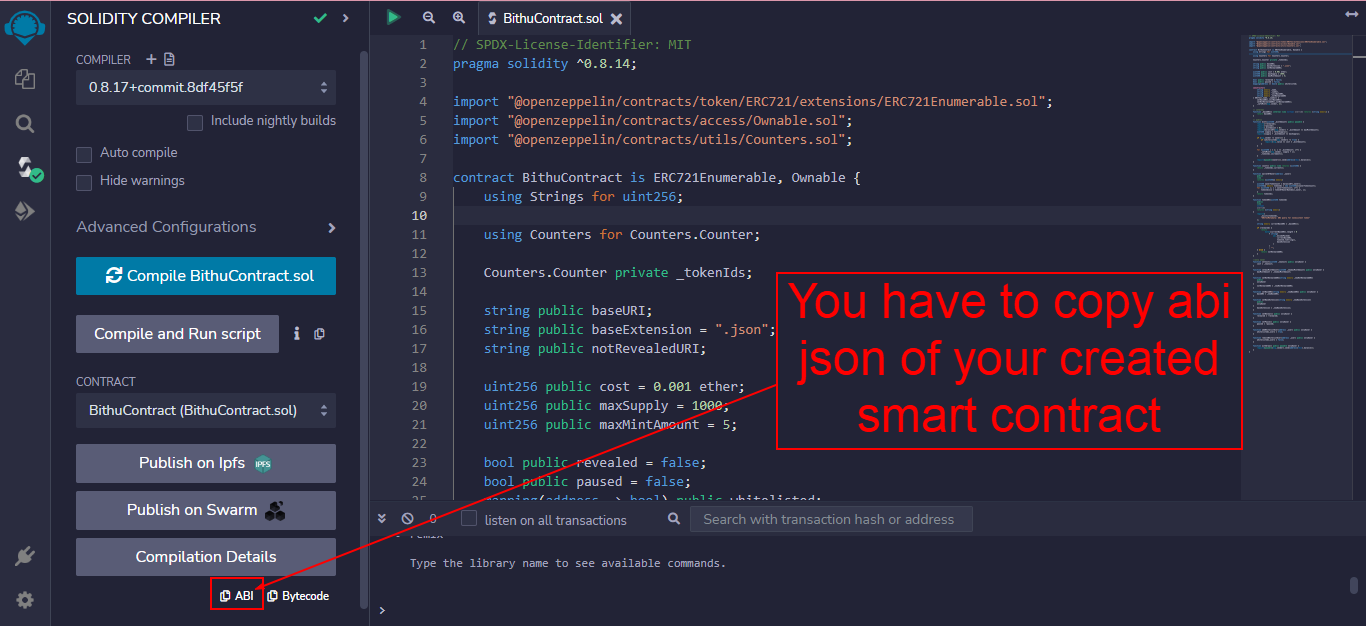 SOLIDITY COMPILER
COMPILER
0.8.17+commit.8df45f5f
Include nightly builds
Auto compile
Hide warnings
Advanced Configurations
Compile BithuContract.sol
Compile and Run script
CONTRACT
BithuContract (BithuContract.sol)
Publish on Ipfs IPFS
Publish on Swarm
Compilation Details
ABI Bytecode
BithuContract.sol
1 // SPDX-License-Identifier: MIT
2 pragma solidity ^0.8.14;
3
4 import "@openzeppelin/contracts/token/ERC721/extensions/ERC721Enumerable.sol";
5 import "@openzeppelin/contracts/access/Ownable.sol";
6 import "@openzeppelin/contracts/utils/Counters.sol";
7
8 contract BithuContract is ERC721Enumerable, Ownable {
9 using Strings for uint256;
10
11 using Counters for Counters.Counter;
12
13 Counters.Counter private _tokenIds;
14
15 string public baseURI;
16 string public baseExtension = ".json";
17 string public notRevealedURI;
18
19 uint256 public cost = 0.001 ether;
20 uint256 public maxSupply = 1000;
21 uint256 public maxMintAmount = 5;
22
23 bool public revealed = false;
24 bool public paused = false;
25 mapping(address => bool) public whitelisted;
You have to copy abi
json of your created
smart contract
0 listen on all transactions Search with transaction hash or address
- remix
Type the library name to see available commands.
>